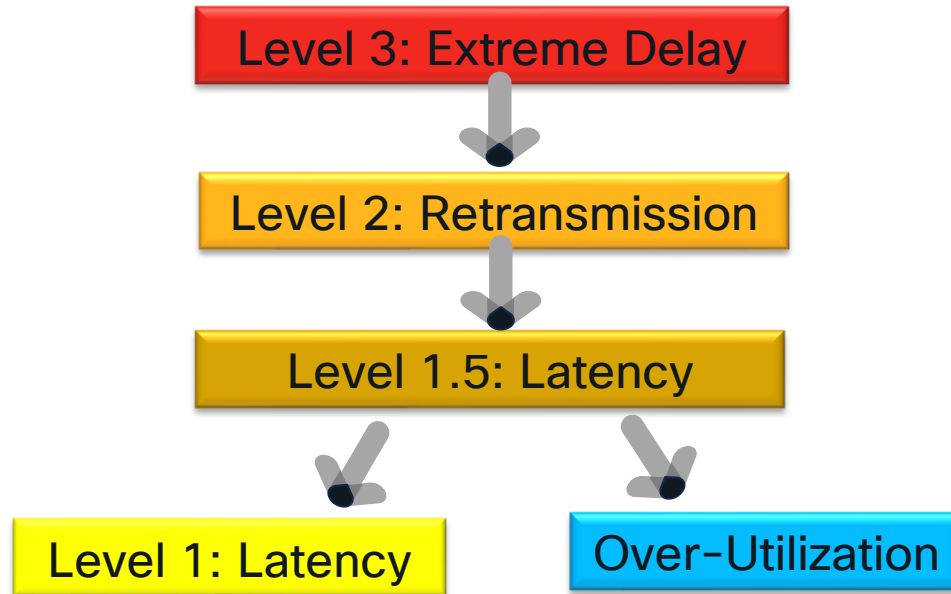 Level 3: Extreme Delay
Level 2: Retransmission
Level 1.5: Latency
Level 1: Latency
Over-Utilization